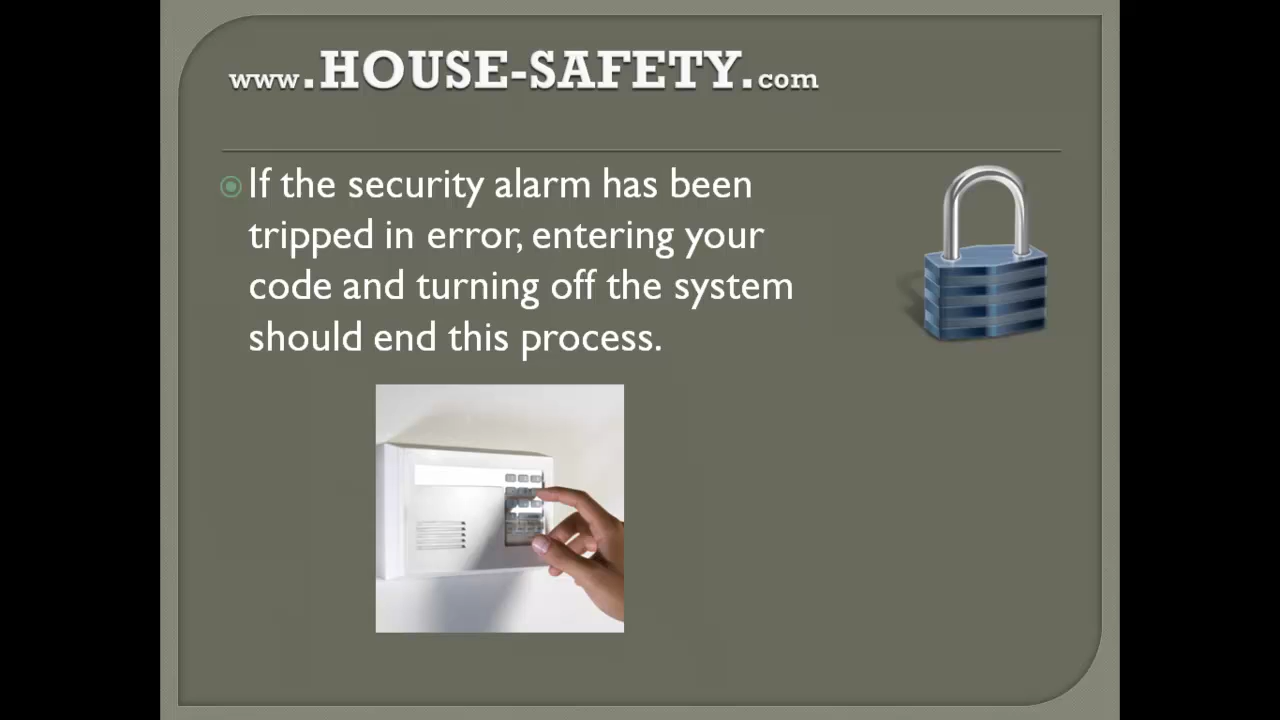 www.HOUSE-SAFETY.com
If the security alarm has been
tripped in error, entering your
code and turning off the system
should end this process.